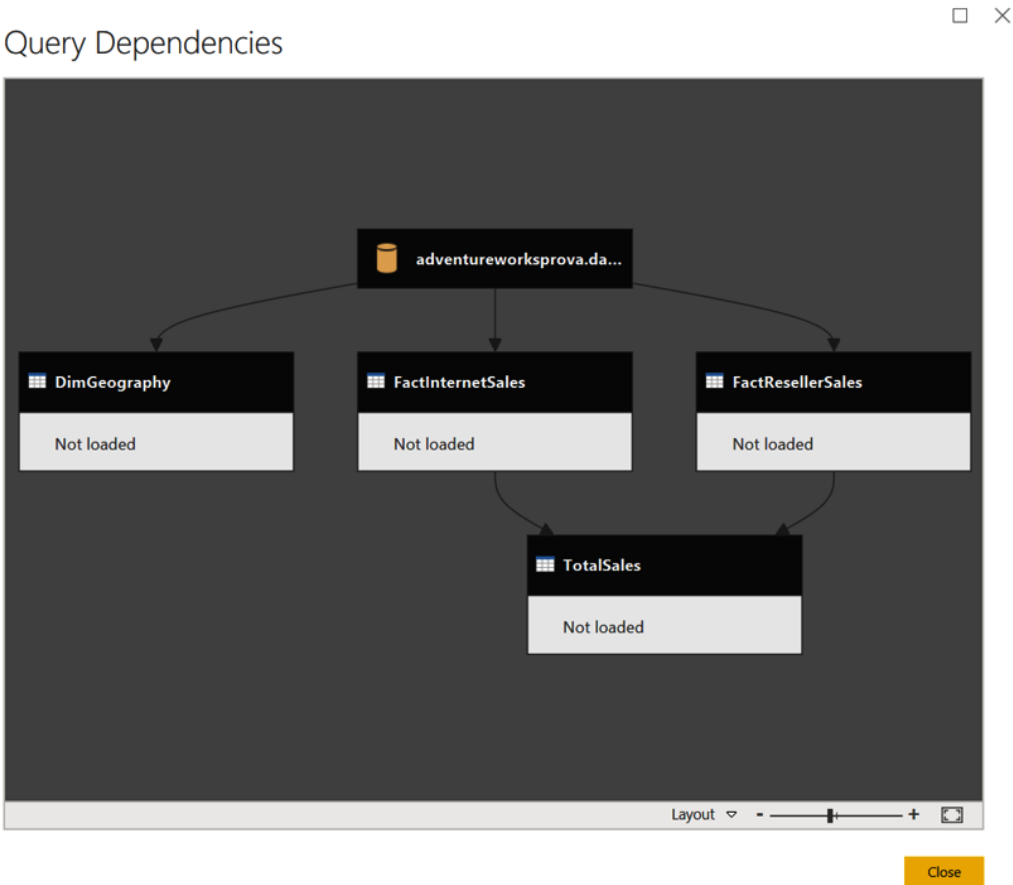 Query Dependencies
adventureworksprova.da...
DimGeography
Not loaded
FactInternetSales
Not loaded
FactResellerSales
Not loaded
TotalSales
Not loaded
Layout - +
Close